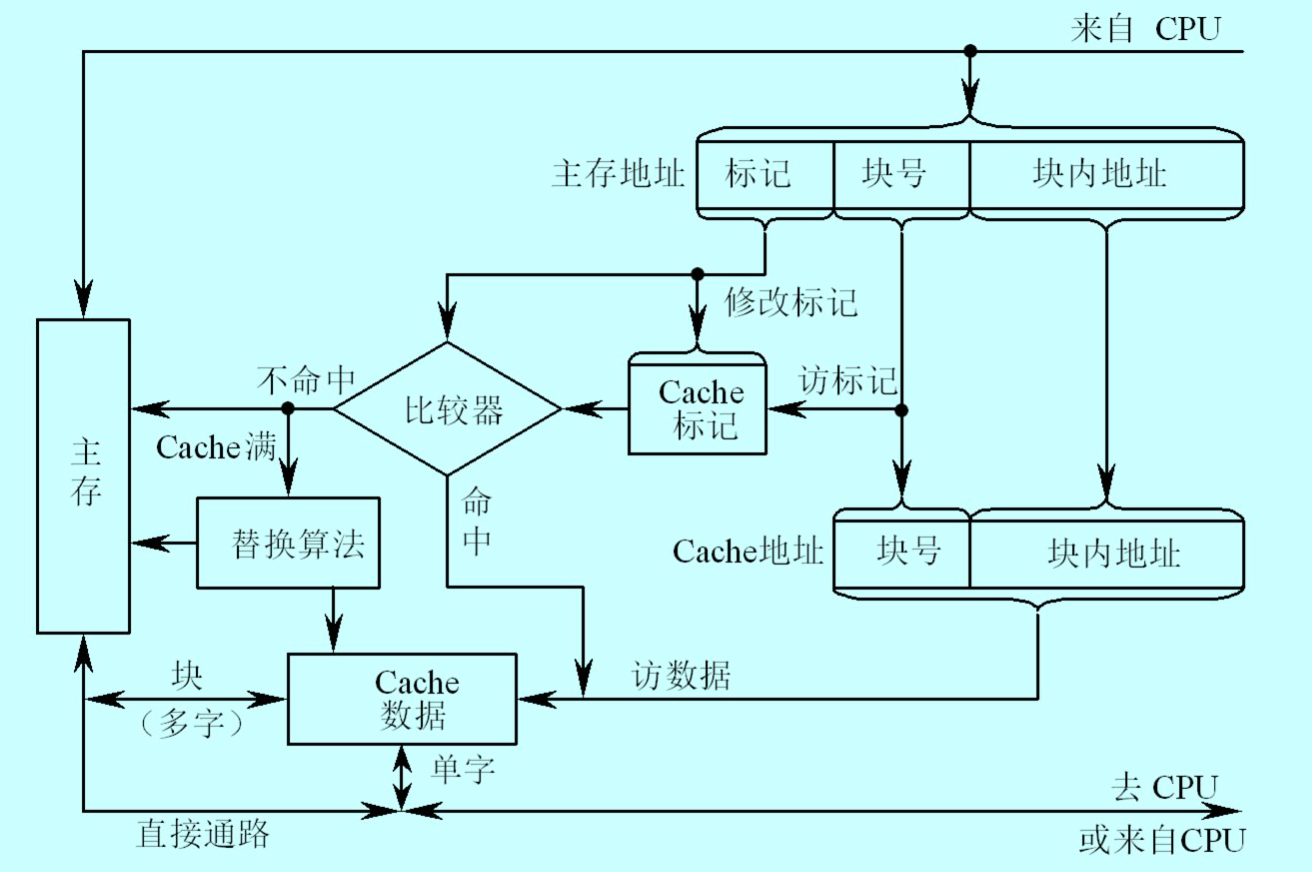 来自 CPU
主存地址
标记
块号
块内地址
修改标记
不命中
比较器
Cache
标记
访标记
主
存
Cache满
命
中
替换算法
Cache地址
块号
块内地址
块
（多字）
Cache
数据
访数据
单字
去 CPU
直接通路
或来自CPU